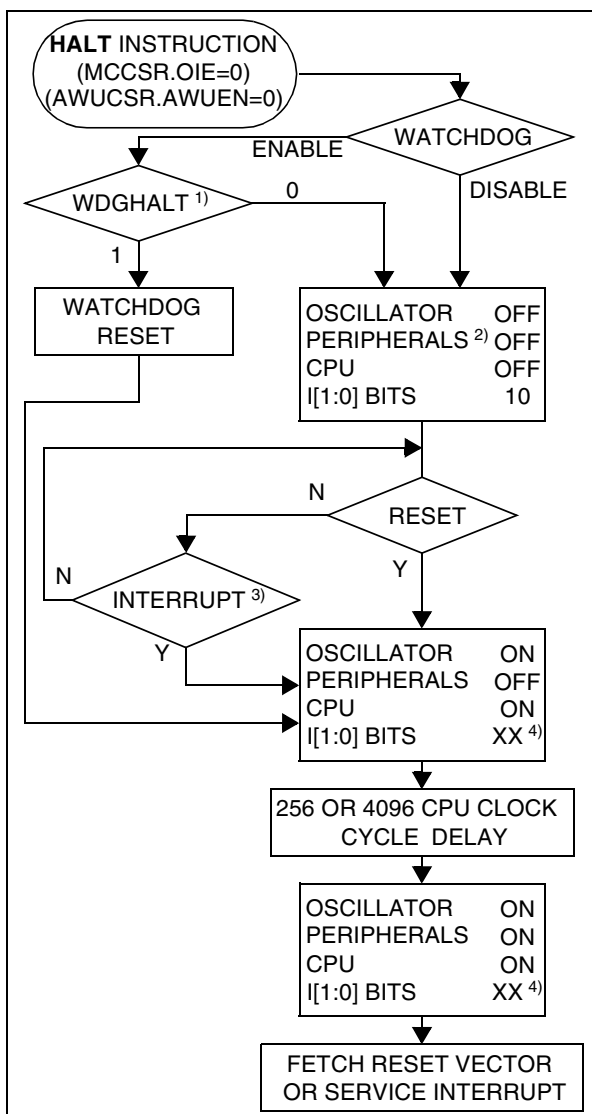 HALT INSTRUCTION
(MCCSR.OIE=0)
(AWUCSR.AWUEN=0)
WATCHDOG
ENABLE
DISABLE
WDGHALT 1)
0
1
WATCHDOG
RESET
OSCILLATOR OFF
PERIPHERALS 2) OFF
CPU OFF
I[1:0] BITS 10
N
RESET
Y
N
INTERRUPT 3)
Y
OSCILLATOR ON
PERIPHERALS OFF
CPU ON
I[1:0] BITS XX 4)
256 OR 4096 CPU CLOCK
CYCLE DELAY
OSCILLATOR ON
PERIPHERALS ON
CPU ON
I[1:0] BITS XX 4)
FETCH RESET VECTOR
OR SERVICE INTERRUPT